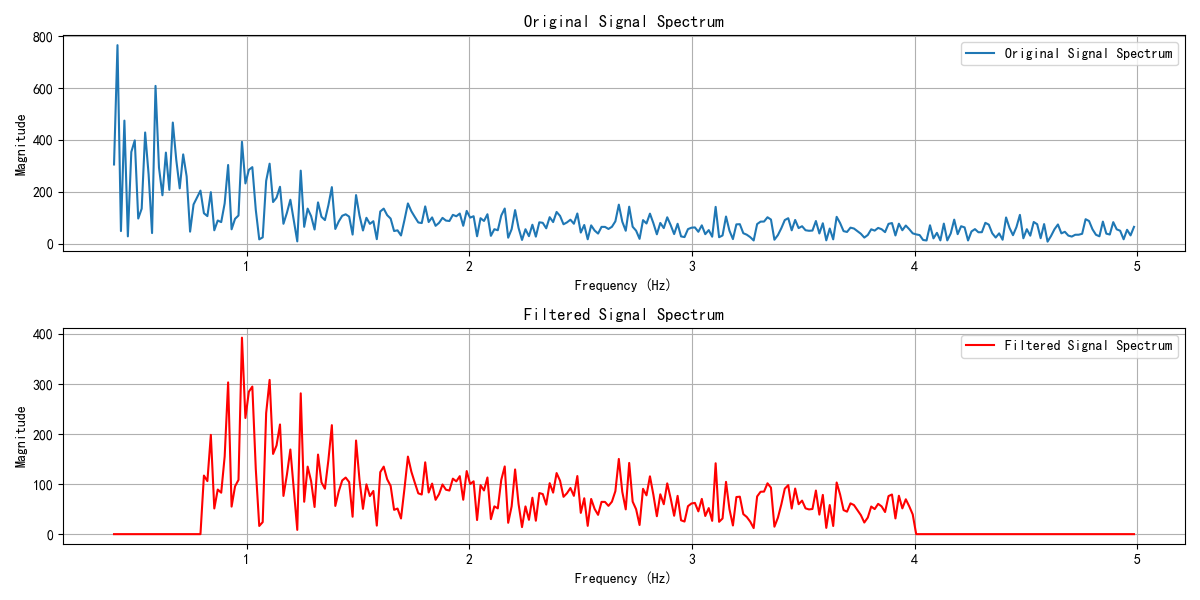 Original Signal Spectrum
800
600
400
200
0
Magnitude
Original Signal Spectrum
1 2 3 4 5
Frequency (Hz)
Filtered Signal Spectrum
400
300
200
100
0
Magnitude
Filtered Signal Spectrum
1 2 3 4 5
Frequency (Hz)